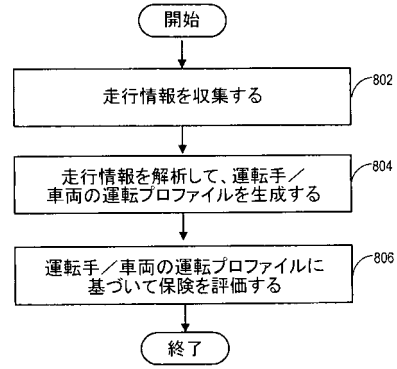 開始
走行情報を収集する
802
走行情報を解析して、運転手／
車両の運転プロファイルを生成する
804
運転手／車両の運転プロファイルに
基づいて保険を評価する
806
終了